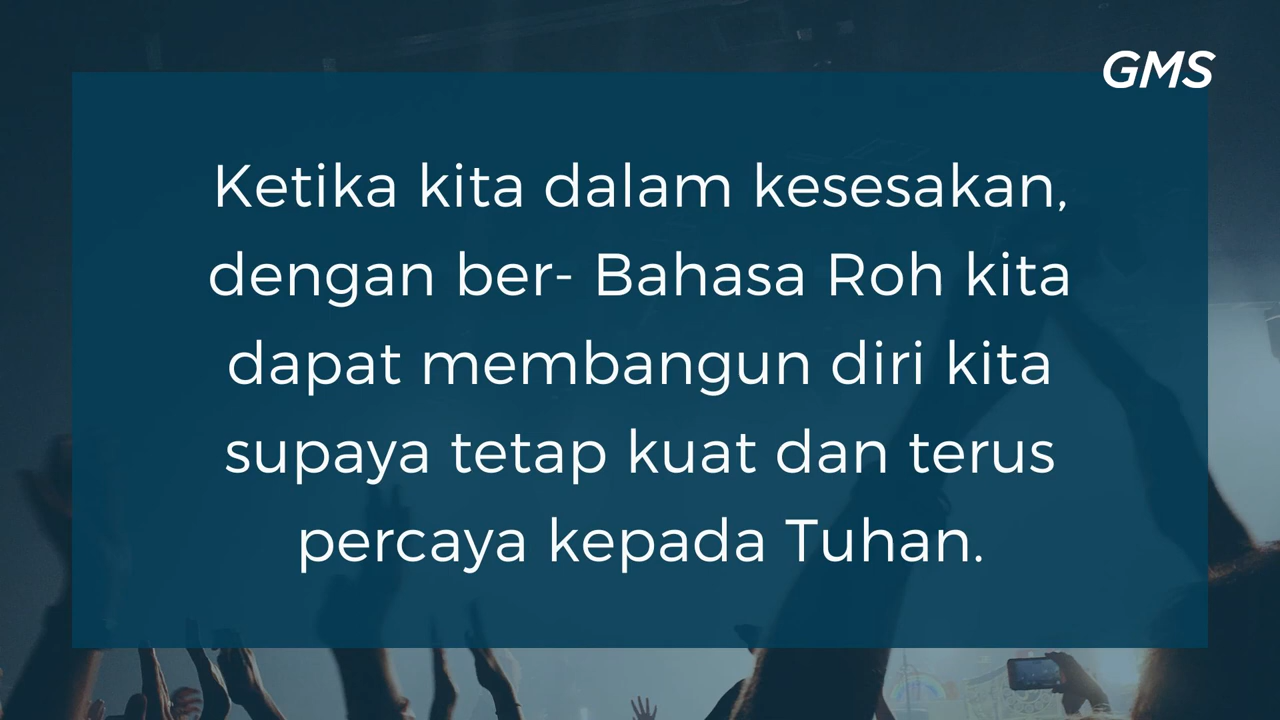 GMS
Ketika kita dalam kesesakan,
dengan ber- Bahasa Roh kita
dapat membangun diri kita
supaya tetap kuat dan terus
percaya kepada Tuhan.